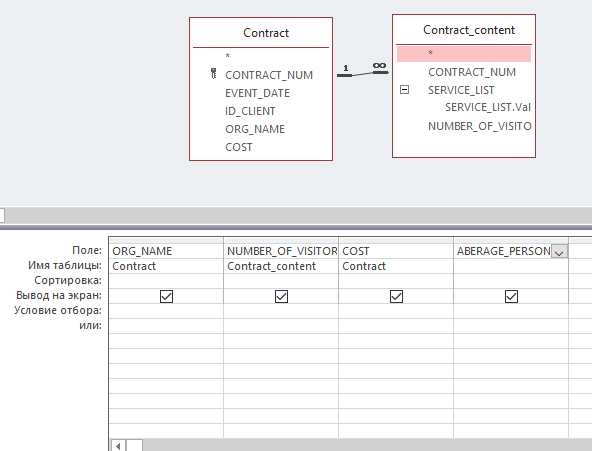 Contract
*
CONTRACT_NUM
EVENT_DATE
ID_CLIENT
ORG_NAME
COST
1 ∞
Contract_content
*
CONTRACT_NUM
SERVICE_LIST
SERVICE_LIST.Val
NUMBER_OF_VISITO
Поле: ORG_NAME NUMBER_OF_VISITOR COST ABERAGE_PERSON
Имя таблицы: Contract Contract_content Contract
Сортировка:
Вывод на экран:
Условие отбора:
или: